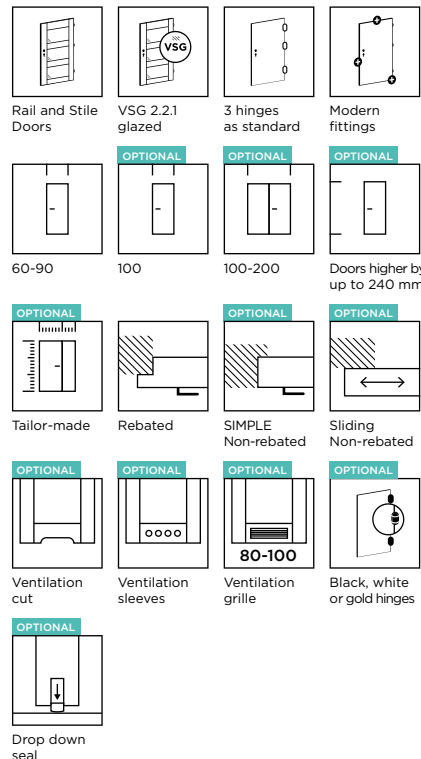 VSG
Rail and Stile
Doors
VSG 2.2.1
glazed
3 hinges
as standard
Modern
fittings
OPTIONAL
OPTIONAL
OPTIONAL
60-90
100
100-200
Doors higher by
up to 240 mm
OPTIONAL
OPTIONAL
OPTIONAL
Tailor-made
Rebated
SIMPLE
Non-rebated
Sliding
Non-rebated
OPTIONAL
OPTIONAL
OPTIONAL
OPTIONAL
80-100
Ventilation
cut
Ventilation
sleeves
Ventilation
grille
Black, white
or gold hinges
OPTIONAL
Drop down
seal